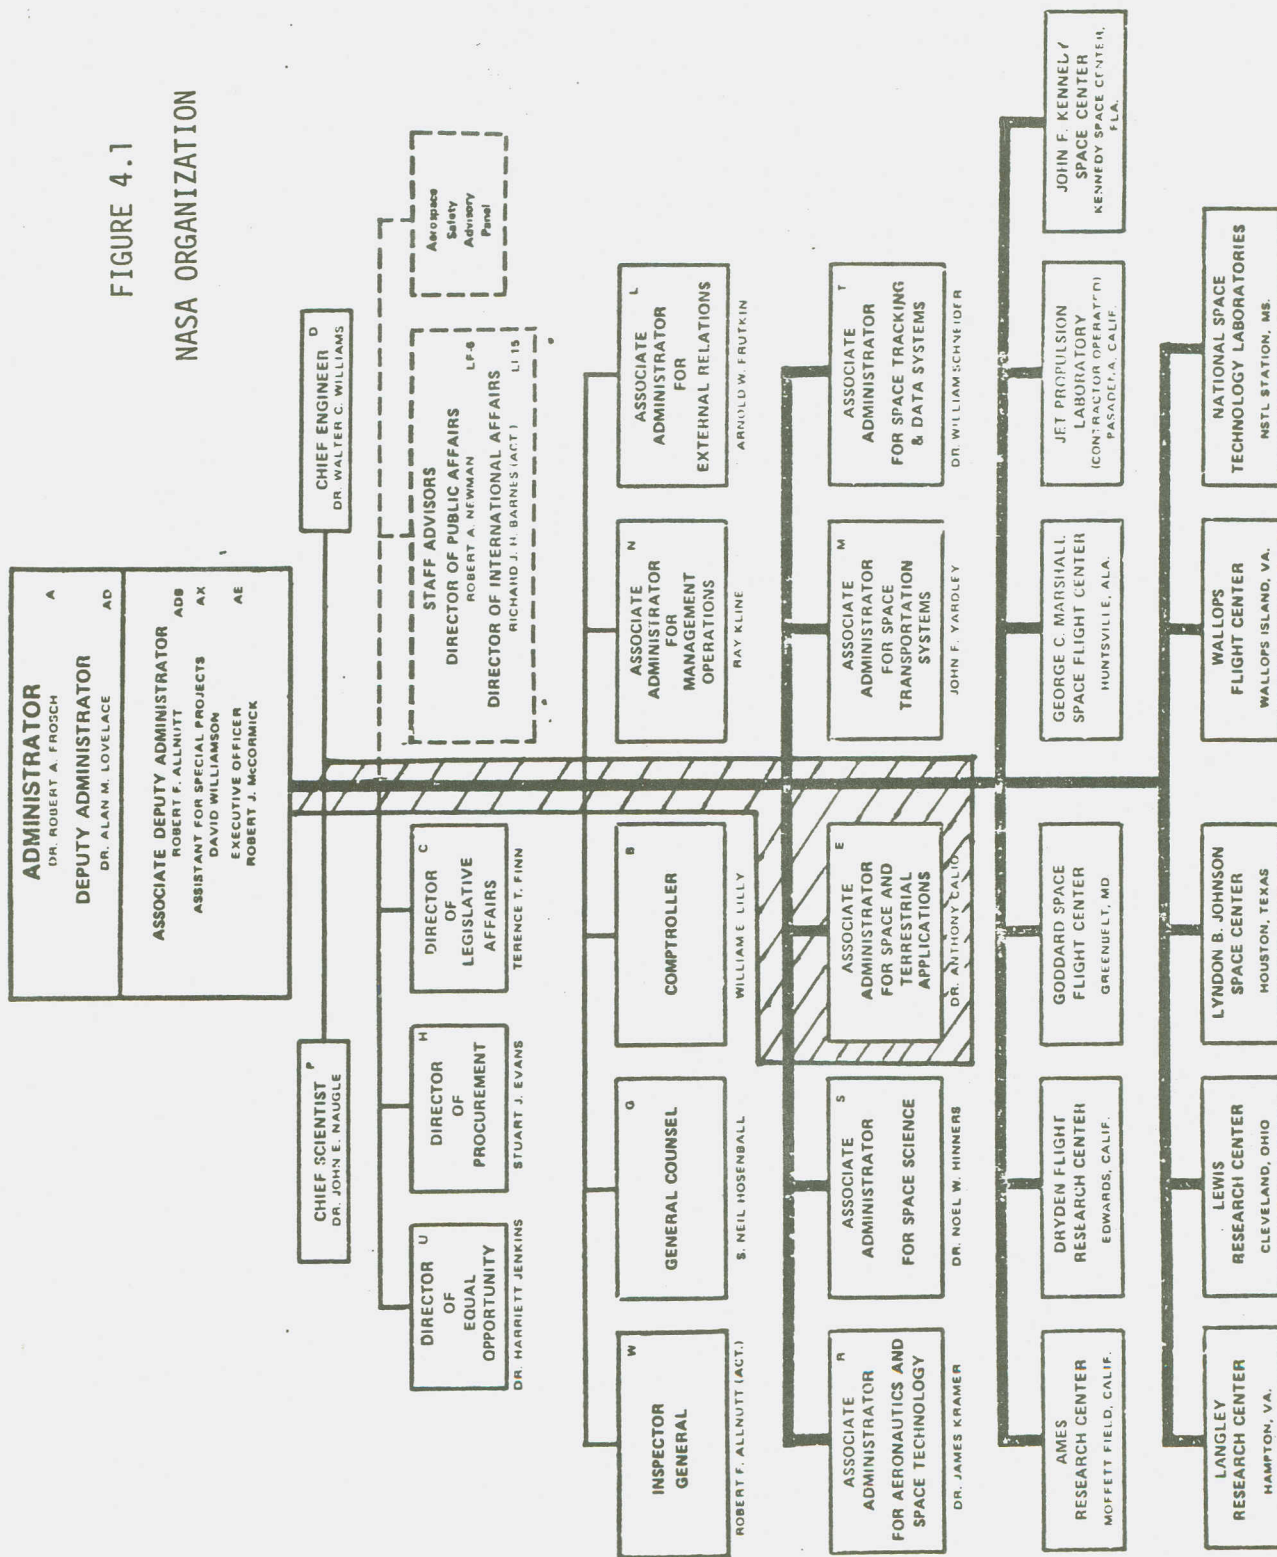 FIGURE 4.1
NASA ORGANIZATION
ADMINISTRATOR
A
DR. ROBERT A. FROSCH
DEPUTY ADMINISTRATOR
AD
DR. ALAN M. LOVELACE
ASSOCIATE DEPUTY ADMINISTRATOR
ROBERT F. ALLNUTT
ADB
ASSISTANT FOR SPECIAL PROJECTS
AX
DAVID WILLIAMSON
EXECUTIVE OFFICER
AE
ROBERT J. McCORMICK
CHIEF SCIENTIST
P
DR. JOHN E. NAUGLE
CHIEF ENGINEER
D
DR. WALTER C. WILLIAMS
U
DIRECTOR
OF
EQUAL
OPPORTUNITY
DR. HARRIETT JENKINS
H
DIRECTOR
OF
PROCUREMENT
STUART J. EVANS
C
DIRECTOR
OF
LEGISLATIVE
AFFAIRS
TERENCE T. FINN
STAFF ADVISORS
DIRECTOR OF PUBLIC AFFAIRS
ROBERT A. NEWMAN
LF-6
DIRECTOR OF INTERNATIONAL AFFAIRS
RICHARD J. H. BARNES (ACT.)
LI 15
Aerospace
Safety
Advisory
Panel
W
INSPECTOR
GENERAL
ROBERT F. ALLNUTT (ACT.)
G
GENERAL COUNSEL
S. NEIL HOSENBALL
B
COMPTROLLER
WILLIAM E. LILLY
N
ASSOCIATE
ADMINISTRATOR
FOR
MANAGEMENT
OPERATIONS
RAY KLINE
L
ASSOCIATE
ADMINISTRATOR
FOR
EXTERNAL RELATIONS
ARNOLD W. FRUTKIN
R
ASSOCIATE
ADMINISTRATOR
FOR AERONAUTICS AND
SPACE TECHNOLOGY
DR. JAMES KRAMER
S
ASSOCIATE
ADMINISTRATOR
FOR SPACE SCIENCE
DR. NOEL W. HINNERS
E
ASSOCIATE
ADMINISTRATOR
FOR SPACE AND
TERRESTRIAL
APPLICATIONS
DR. ANTHONY CALIO
M
ASSOCIATE
ADMINISTRATOR
FOR SPACE
TRANSPORTATION
SYSTEMS
JOHN F. YARDLEY
T
ASSOCIATE
ADMINISTRATOR
FOR SPACE TRACKING
& DATA SYSTEMS
DR. WILLIAM SCHNEIDER
AMES
RESEARCH CENTER
MOFFETT FIELD, CALIF.
DRYDEN FLIGHT
RESEARCH CENTER
EDWARDS, CALIF.
GODDARD SPACE
FLIGHT CENTER
GREENBELT, MD
GEORGE C. MARSHALL
SPACE FLIGHT CENTER
HUNTSVILLE, ALA.
JET PROPULSION
LABORATORY
(CONTRACTOR OPERATED)
PASADENA, CALIF.
JOHN F. KENNEDY
SPACE CENTER
KENNEDY SPACE CENTER,
FLA.
LANGLEY
RESEARCH CENTER
HAMPTON, VA.
LEWIS
RESEARCH CENTER
CLEVELAND, OHIO
LYNDON B. JOHNSON
SPACE CENTER
HOUSTON, TEXAS
WALLOPS
FLIGHT CENTER
WALLOPS ISLAND, VA.
NATIONAL SPACE
TECHNOLOGY LABORATORIES
NSTL STATION, MS.